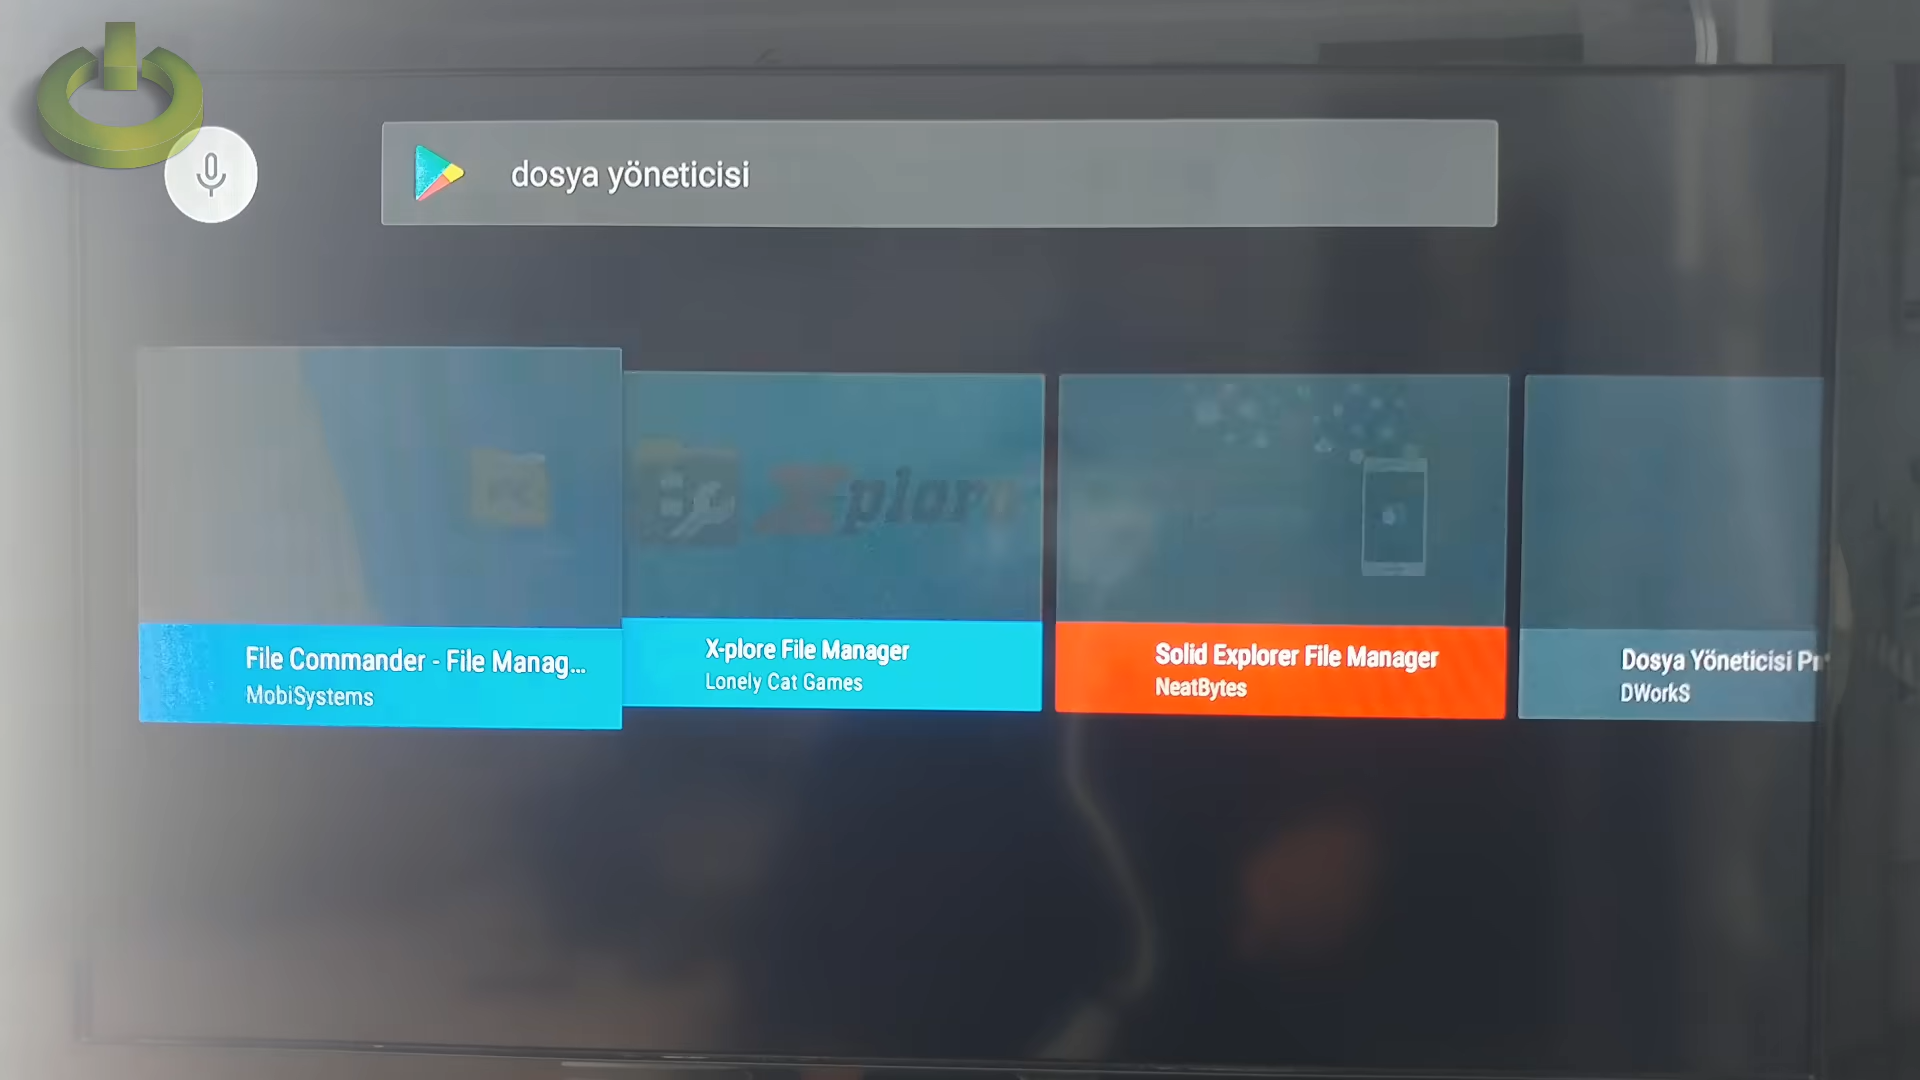 dosya yöneticisi
X-plore
File Commander - File Manag...
MobiSystems
X-plore File Manager
Lonely Cat Games
Solid Explorer File Manager
NeatBytes
Dosya Yöneticisi
DWorkS